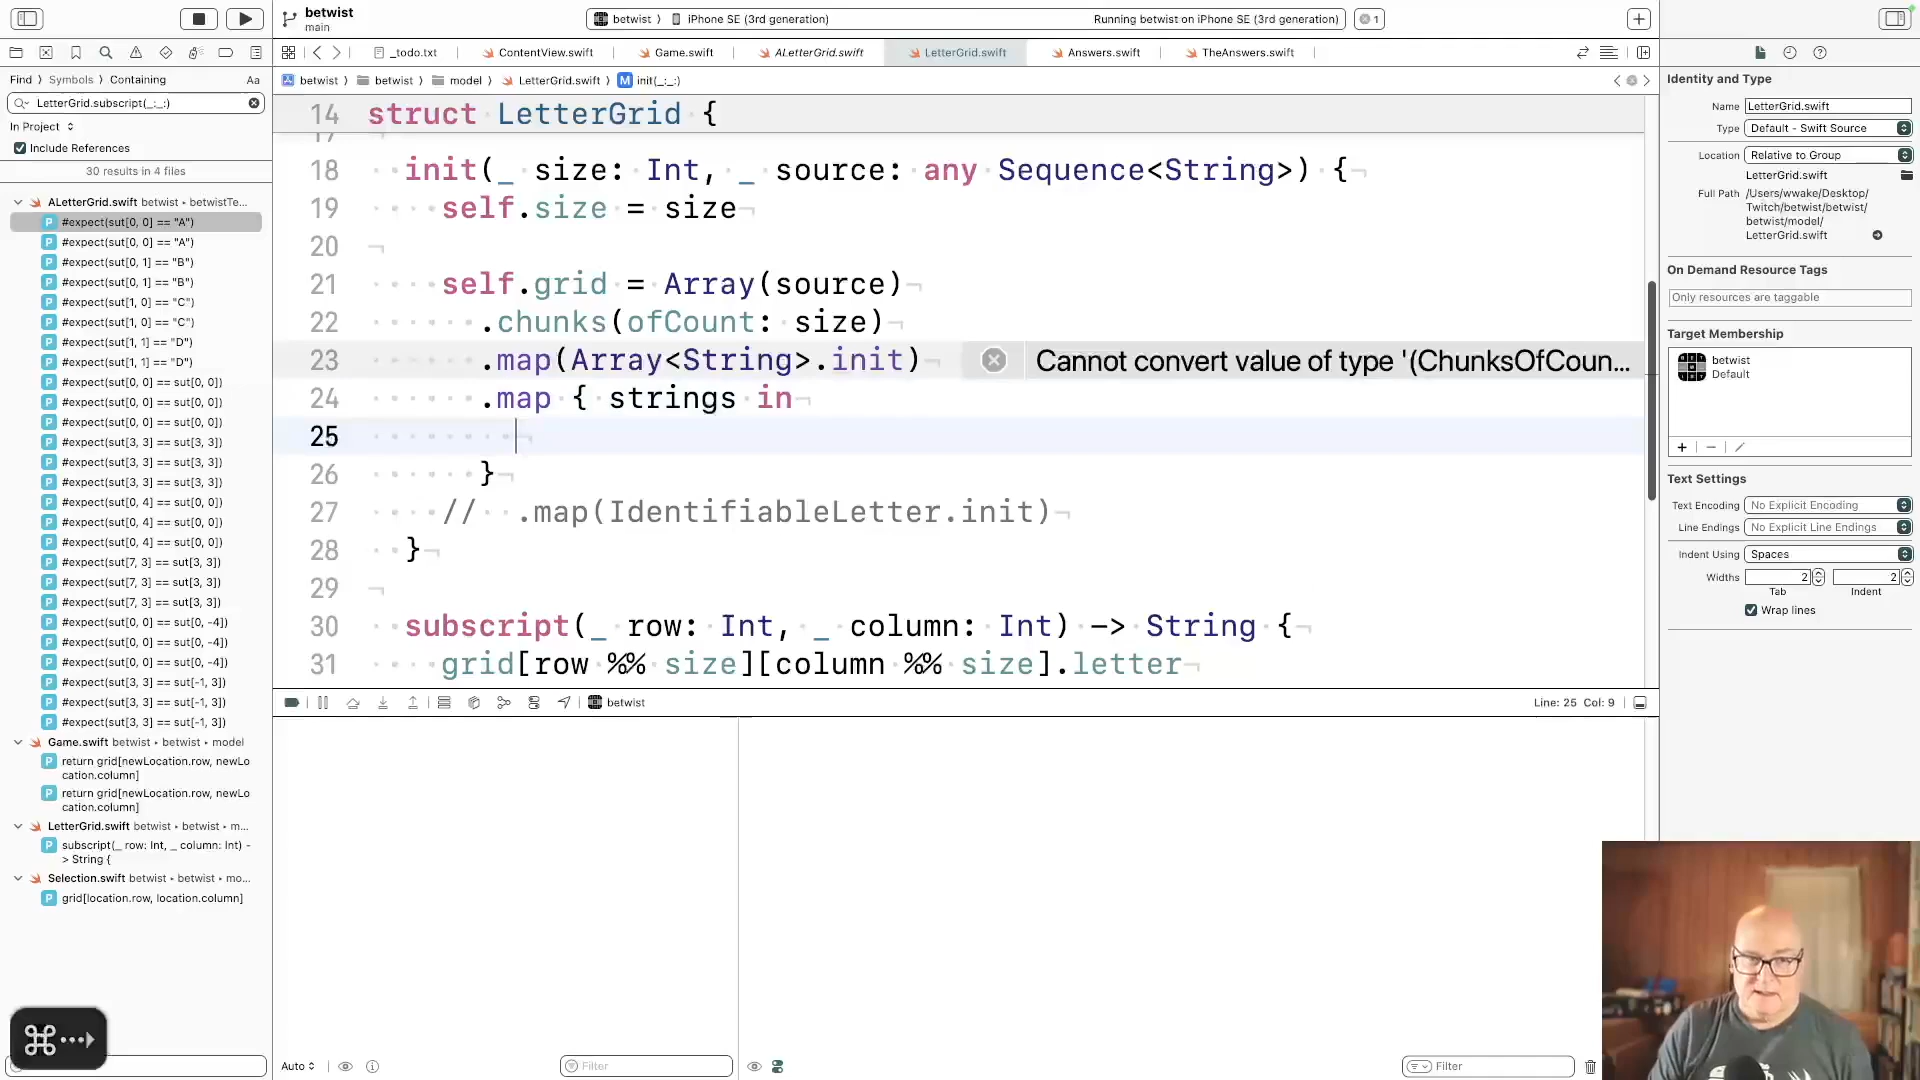 betwist
main
betwist 〉 iPhone SE (3rd generation)
Running betwist on iPhone SE (3rd generation)
1
_todo.txt
ContentView.swift
Game.swift
ALetterGrid.swift
LetterGrid.swift
Answers.swift
TheAnswers.swift
Find 〉 Symbols 〉 Containing
Aa
LetterGrid.subscript(_:_:)
In Project
Include References
30 results in 4 files
betwist 〉 betwist 〉 model 〉 LetterGrid.swift 〉 M init(_:_:)
ALetterGrid.swift betwist • betwistTe...
P #expect(sut[0, 0] == "A")
P #expect(sut[0, 0] == "A")
P #expect(sut[0, 1] == "B")
P #expect(sut[0, 1] == "B")
P #expect(sut[1, 0] == "C")
P #expect(sut[1, 0] == "C")
P #expect(sut[1, 1] == "D")
P #expect(sut[1, 1] == "D")
P #expect(sut[0, 0] == sut[0, 0])
P #expect(sut[0, 0] == sut[0, 0])
P #expect(sut[0, 0] == sut[0, 0])
P #expect(sut[3, 3] == sut[3, 3])
P #expect(sut[3, 3] == sut[3, 3])
P #expect(sut[3, 3] == sut[3, 3])
P #expect(sut[0, 4] == sut[0, 0])
P #expect(sut[0, 4] == sut[0, 0])
P #expect(sut[0, 4] == sut[0, 0])
P #expect(sut[7, 3] == sut[3, 3])
P #expect(sut[7, 3] == sut[3, 3])
P #expect(sut[7, 3] == sut[3, 3])
P #expect(sut[0, 0] == sut[0, -4])
P #expect(sut[0, 0] == sut[0, -4])
P #expect(sut[0, 0] == sut[0, -4])
P #expect(sut[3, 3] == sut[-1, 3])
P #expect(sut[3, 3] == sut[-1, 3])
P #expect(sut[3, 3] == sut[-1, 3])
Game.swift betwist • betwist • model
P return grid[newLocation.row, newLo
cation.column]
P return grid[newLocation.row, newLo
cation.column]
LetterGrid.swift betwist • betwist • m...
P subscript(_ row: Int, _ column: Int) -
> String {
Selection.swift betwist • betwist • mo...
P grid[location.row, location.column]
14 struct LetterGrid {
17
18 init(_ size: Int, _ source: any Sequence<String>) {
19 self.size = size
20
21 self.grid = Array(source)
22 .chunks(ofCount: size)
23 .map(Array<String>.init)
Cannot convert value of type '(ChunksOfCoun...
24 .map { strings in
25
26 }
27 // .map(IdentifiableLetter.init)
28 }
29
30 subscript(_ row: Int, _ column: Int) -> String {
31 grid[row %% size][column %% size].letter
betwist
Line: 25 Col: 9
Auto
Filter
Filter
Identity and Type
Name LetterGrid.swift
Type Default - Swift Source
Location Relative to Group
LetterGrid.swift
Full Path /Users/wwake/Desktop/
Twitch/betwist/betwist/
betwist/model/
LetterGrid.swift
On Demand Resource Tags
Only resources are taggable
Target Membership
betwist
Default
Text Settings
Text Encoding No Explicit Encoding
Line Endings No Explicit Line Endings
Indent Using Spaces
Widths 2 2
Tab Indent
Wrap lines
⌘⇢